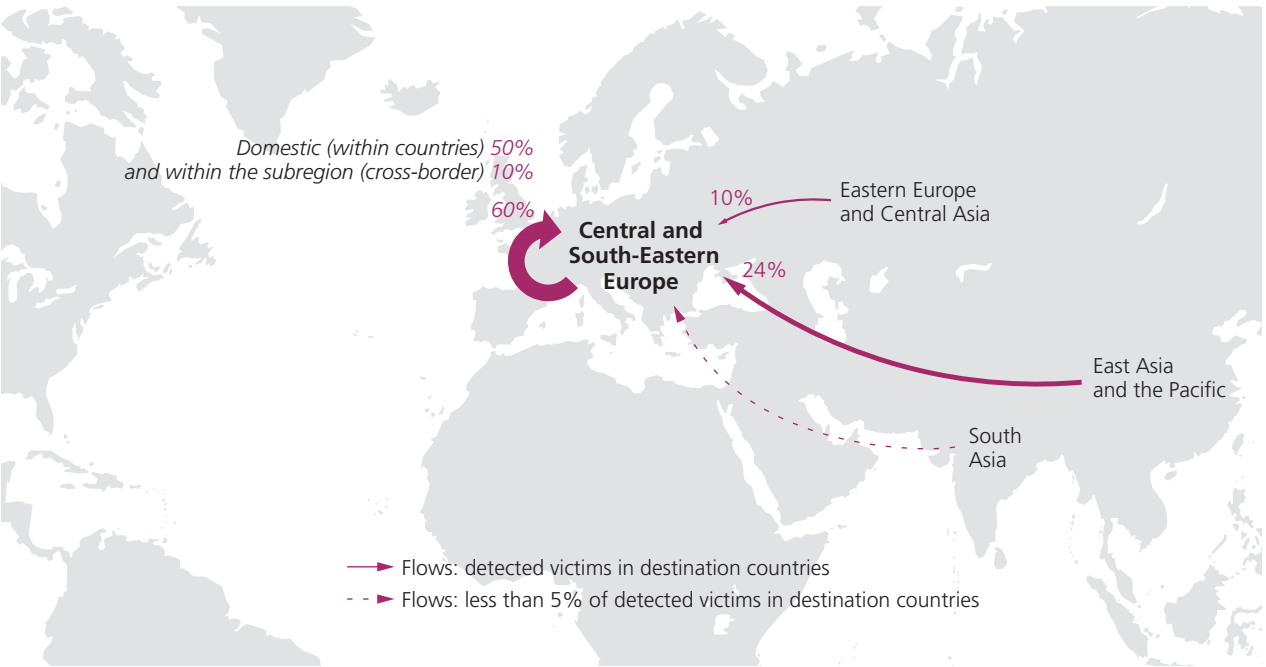 Domestic (within countries) 50%
and within the subregion (cross-border) 10%
60%
Central and
South-Eastern
Europe
10%
Eastern Europe
and Central Asia
24%
East Asia
and the Pacific
South
Asia
Flows: detected victims in destination countries
Flows: less than 5% of detected victims in destination countries